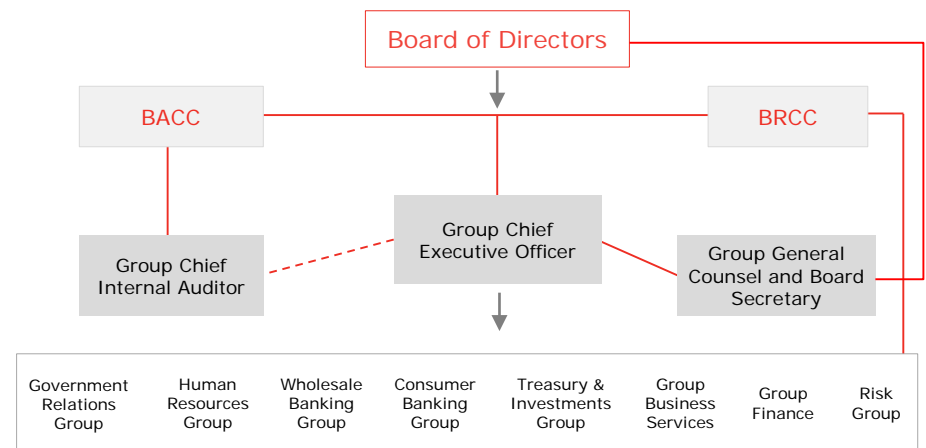 Board of Directors
BACC
BRCC
Group Chief
Executive Officer
Group Chief
Internal Auditor
Group General
Counsel and Board
Secretary
Government
Relations
Group
Human
Resources
Group
Wholesale
Banking
Group
Consumer
Banking
Group
Treasury &
Investments
Group
Group
Business
Services
Group
Finance
Risk
Group